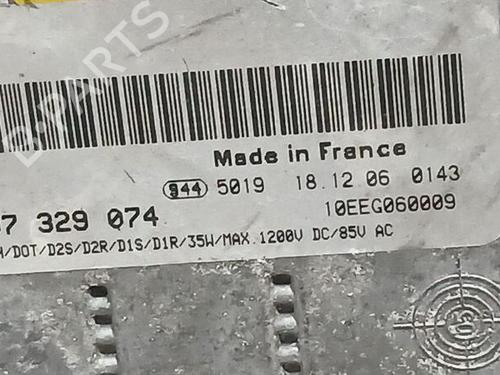 B-PARTS
Made in France
944 5019 18.12.06 0143
7 329 074 10EEG060009
/DOT/D2S/D2R/D1S/D1R/35W/MAX.1200V DC/85V AC